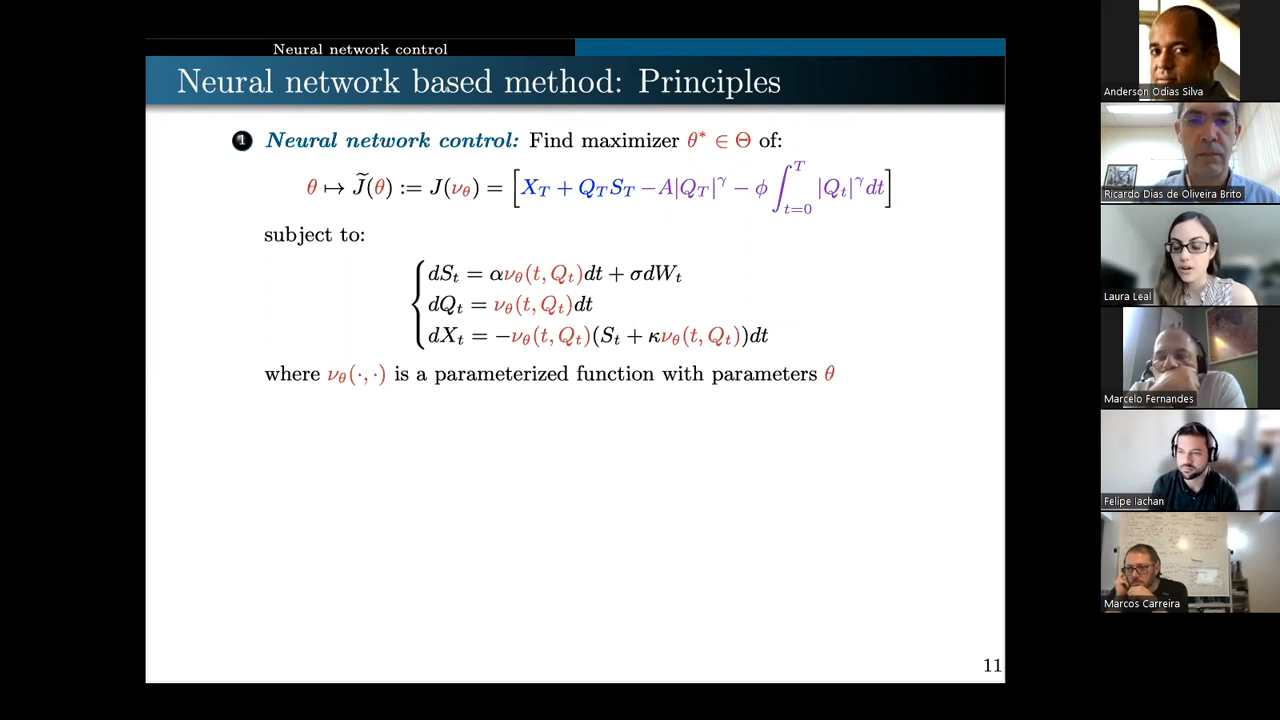 Neural network control
Neural network based method: Principles
1 Neural network control: Find maximizer θ* ∈ Θ of:
θ ↦ J̃(θ) := J(ν_θ) = [X_T + Q_T S_T − A|Q_T|^γ − ϕ ∫_{t=0}^T |Q_t|^γ dt]
subject to:
{ dS_t = αν_θ(t, Q_t)dt + σdW_t
dQ_t = ν_θ(t, Q_t)dt
dX_t = −ν_θ(t, Q_t)(S_t + κν_θ(t, Q_t))dt
where ν_θ(·, ·) is a parameterized function with parameters θ
11
Anderson Odias Silva
Ricardo Dias de Oliveira Brito
Laura Leal
Marcelo Fernandes
Felipe Iachan
Marcos Carreira